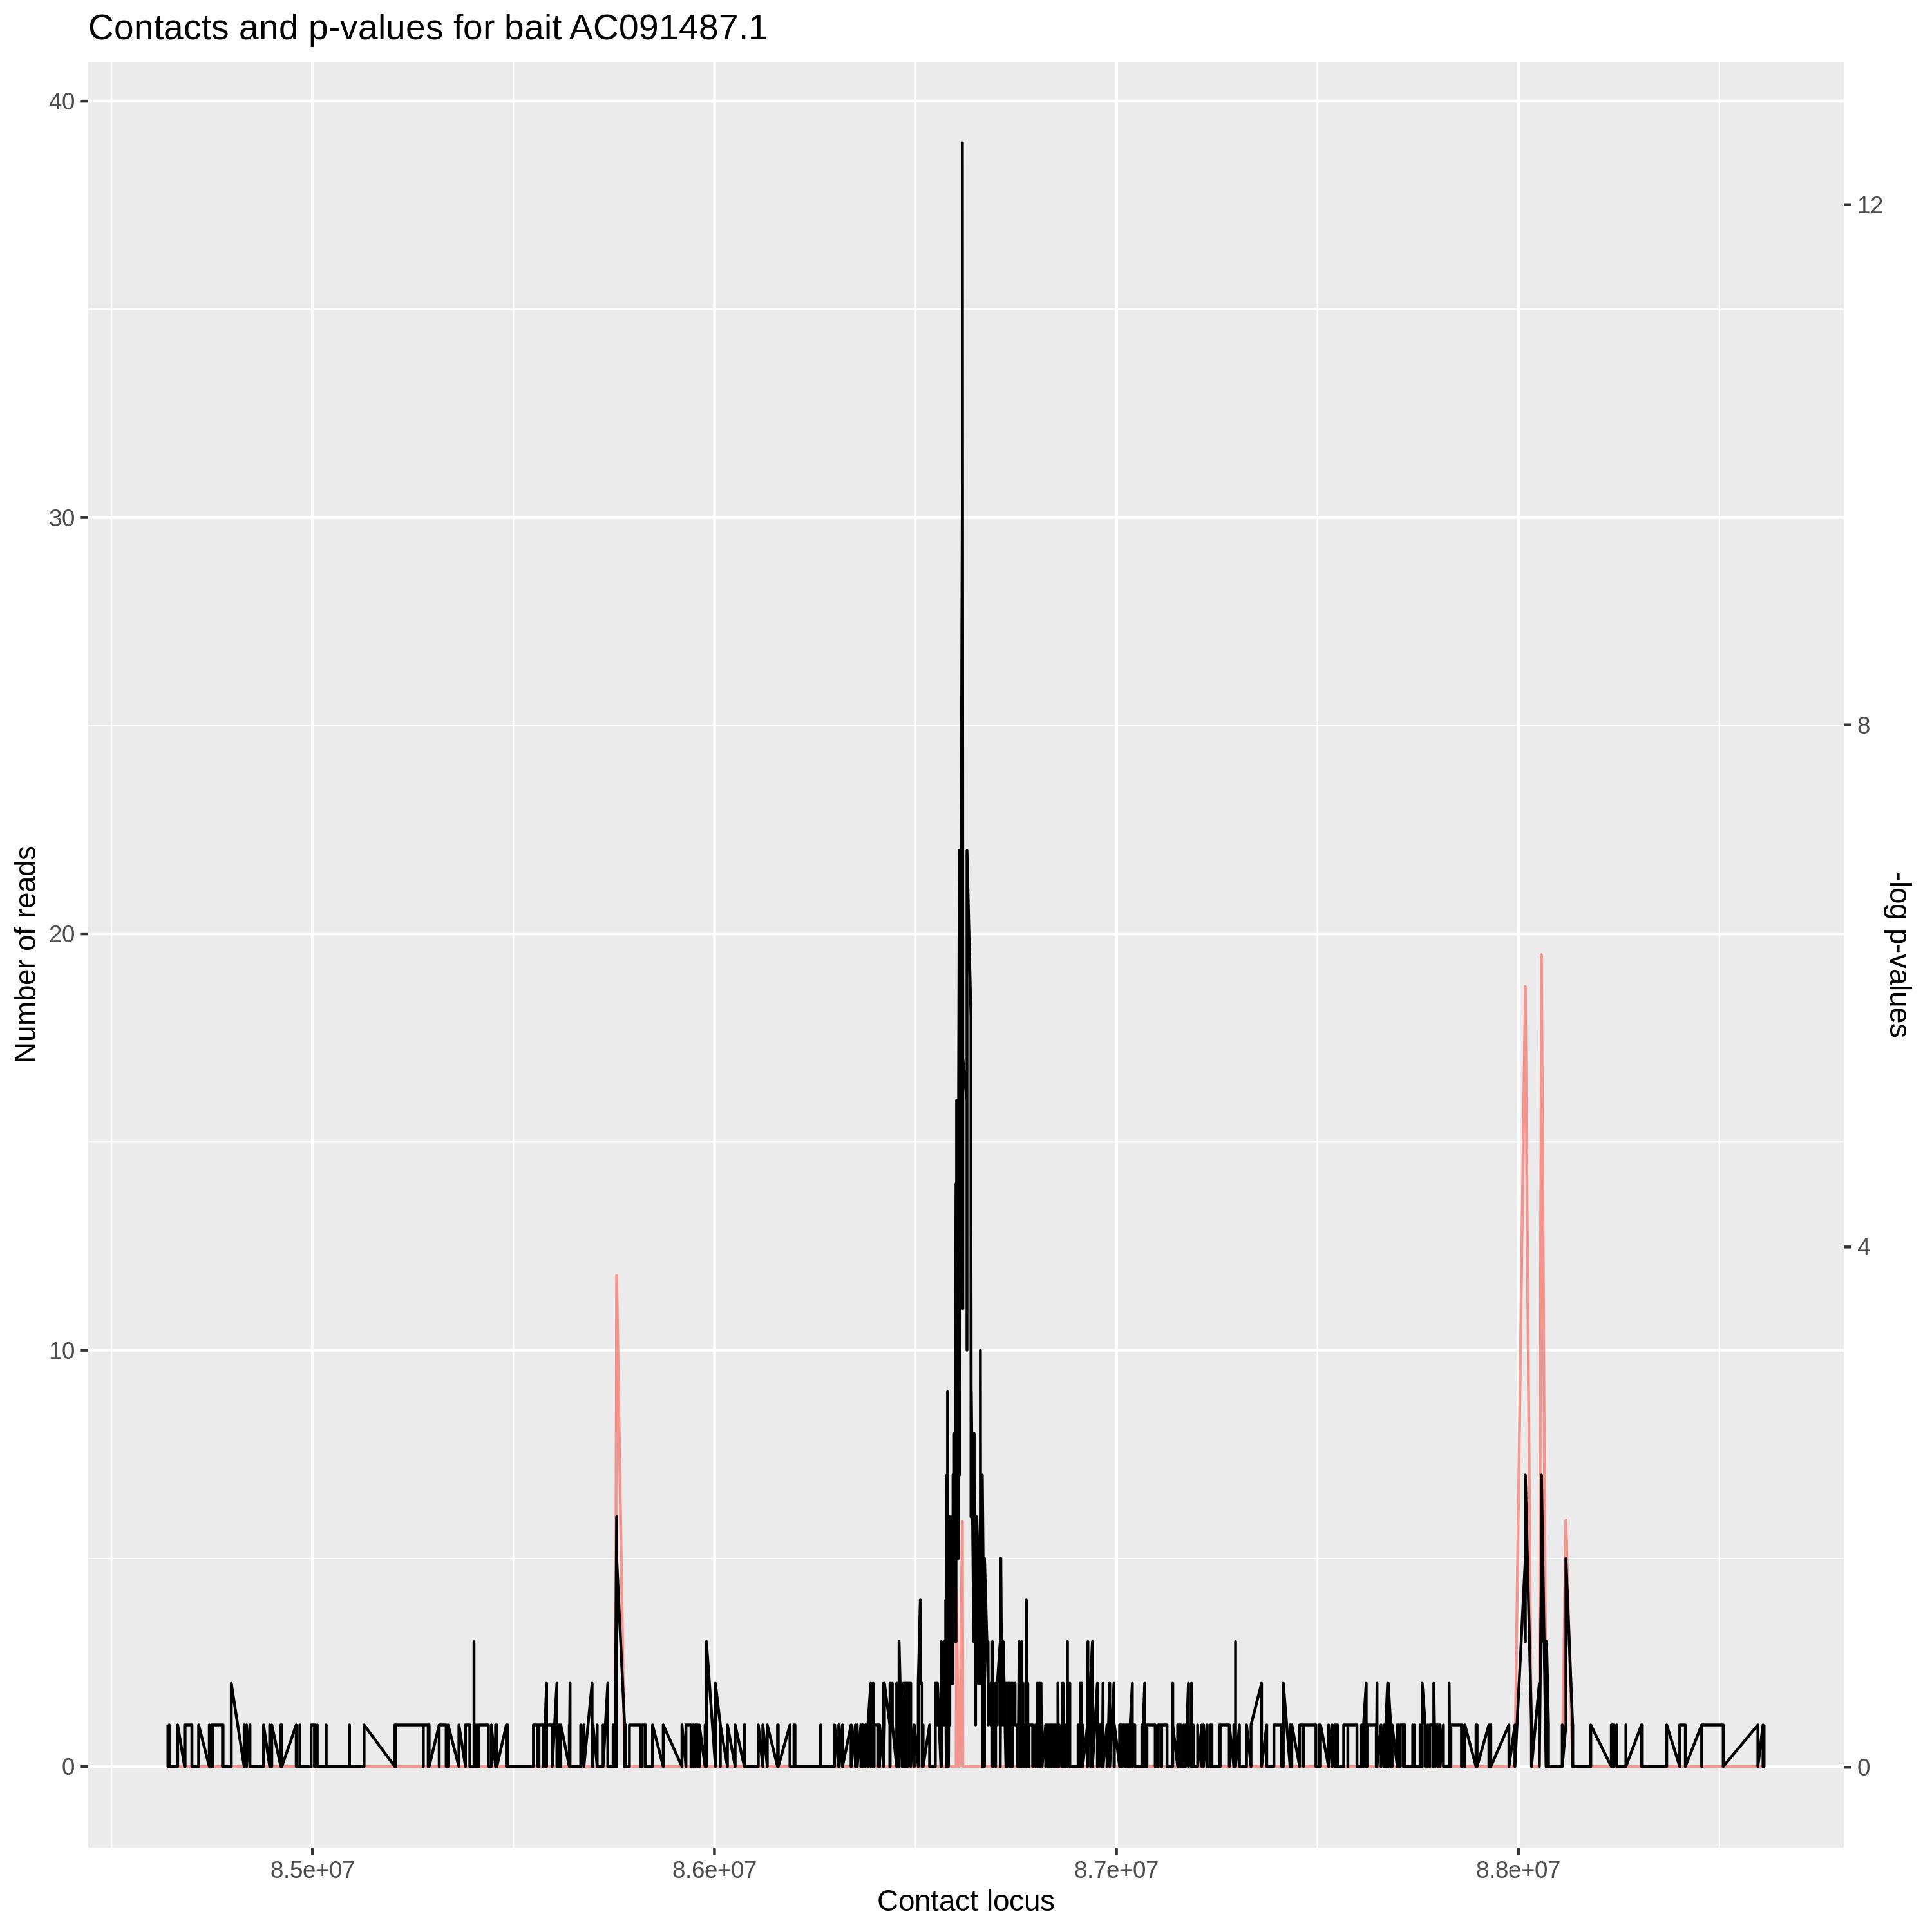 Contacts and p-values for bait AC091487.1
40
30
20
10
0
12
8
4
0
Number of reads
-log p-values
8.5e+07 8.6e+07 8.7e+07 8.8e+07
Contact locus